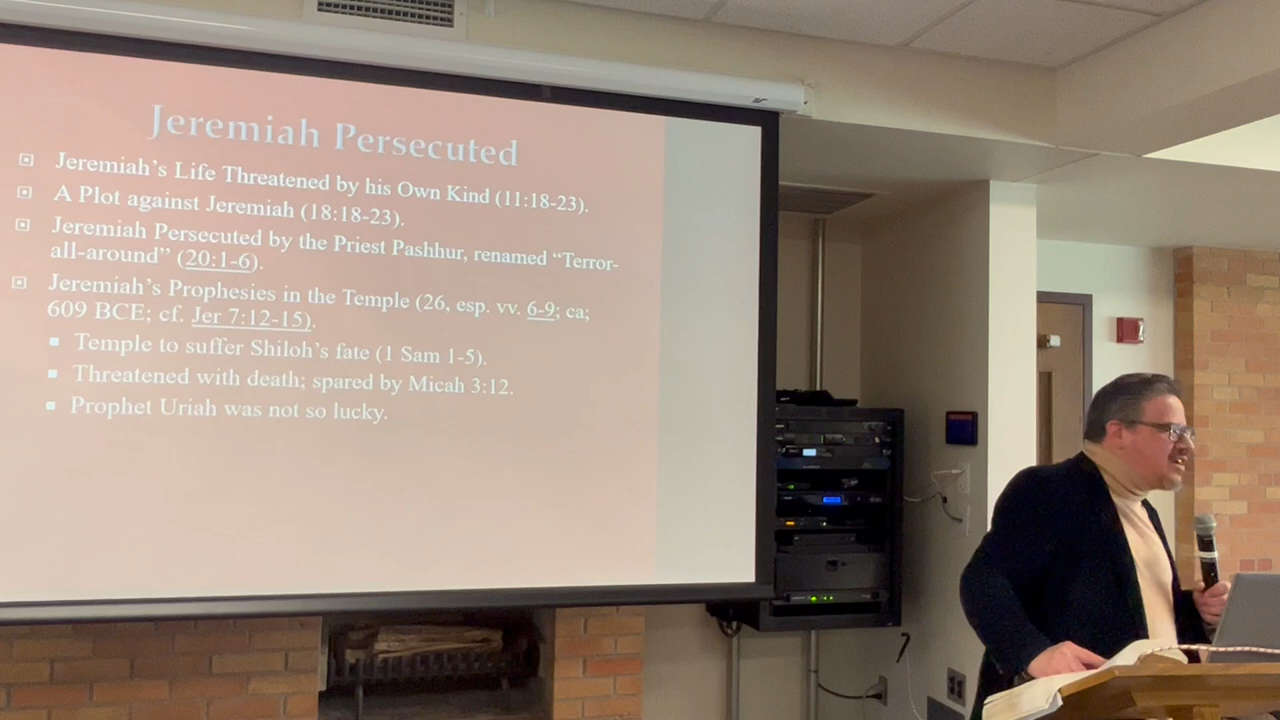 Jeremiah Persecuted
Jeremiah's Life Threatened by his Own Kind (11:18-23).
A Plot against Jeremiah (18:18-23).
Jeremiah Persecuted by the Priest Pashhur, renamed “Terror-
all-around” (20:1-6).
Jeremiah's Prophesies in the Temple (26, esp. vv. 6-9; ca;
609 BCE; cf. Jer 7:12-15).
Temple to suffer Shiloh's fate (1 Sam 1-5).
Threatened with death; spared by Micah 3:12.
Prophet Uriah was not so lucky.